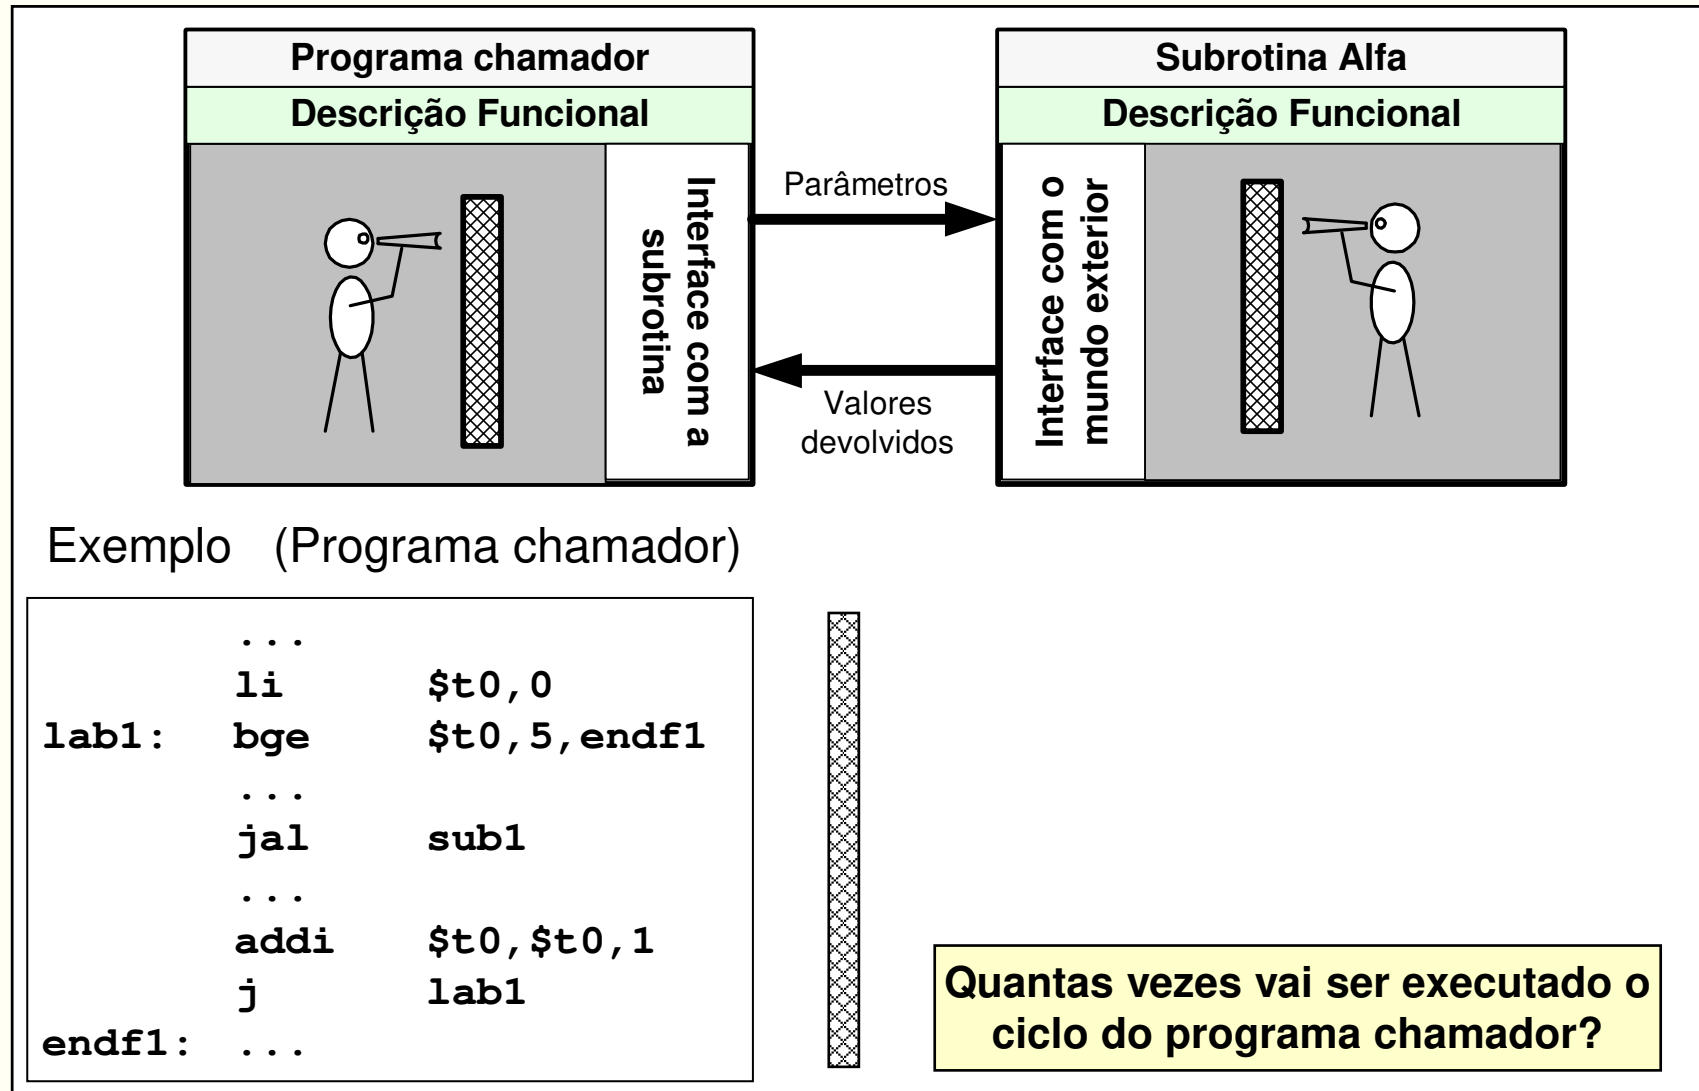 Programa chamador
Descrição Funcional
Interface com a
subrotina
Parâmetros
Valores
devolvidos
Subrotina Alfa
Descrição Funcional
Interface com o
mundo exterior
Exemplo (Programa chamador)
...
li $t0,0
lab1: bge $t0,5,endf1
...
jal sub1
...
addi $t0,$t0,1
j lab1
endf1: ...
Quantas vezes vai ser executado o
ciclo do programa chamador?